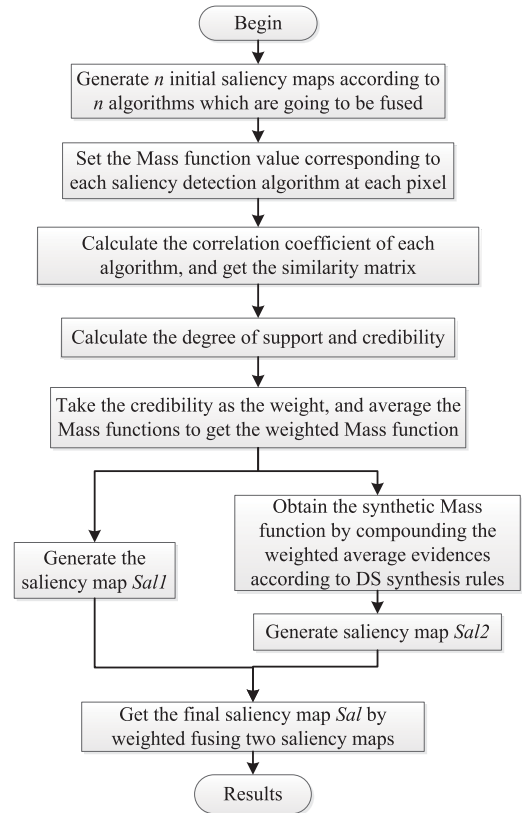 Begin
Generate n initial saliency maps according to
n algorithms which are going to be fused
Set the Mass function value corresponding to
each saliency detection algorithm at each pixel
Calculate the correlation coefficient of each
algorithm, and get the similarity matrix
Calculate the degree of support and credibility
Take the credibility as the weight, and average the
Mass functions to get the weighted Mass function
Generate the
saliency map Sal1
Obtain the synthetic Mass
function by compounding the
weighted average evidences
according to DS synthesis rules
Generate saliency map Sal2
Get the final saliency map Sal by
weighted fusing two saliency maps
Results